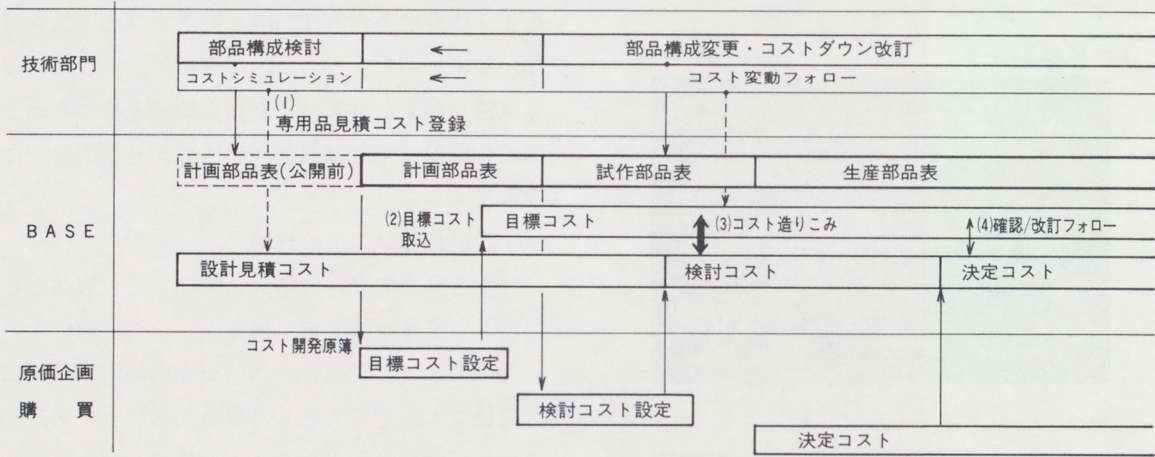 技術部門
部品構成検討
部品構成変更・コストダウン改訂
コストシミュレーション
コスト変動フォロー
(1)
専用品見積コスト登録
BASE
計画部品表(公開前)
計画部品表
試作部品表
生産部品表
(2)目標コスト
取込
目標コスト
(3)コスト造りこみ
(4)確認/改訂フォロー
設計見積コスト
検討コスト
決定コスト
原価企画
購買
コスト開発原簿
目標コスト設定
検討コスト設定
決定コスト